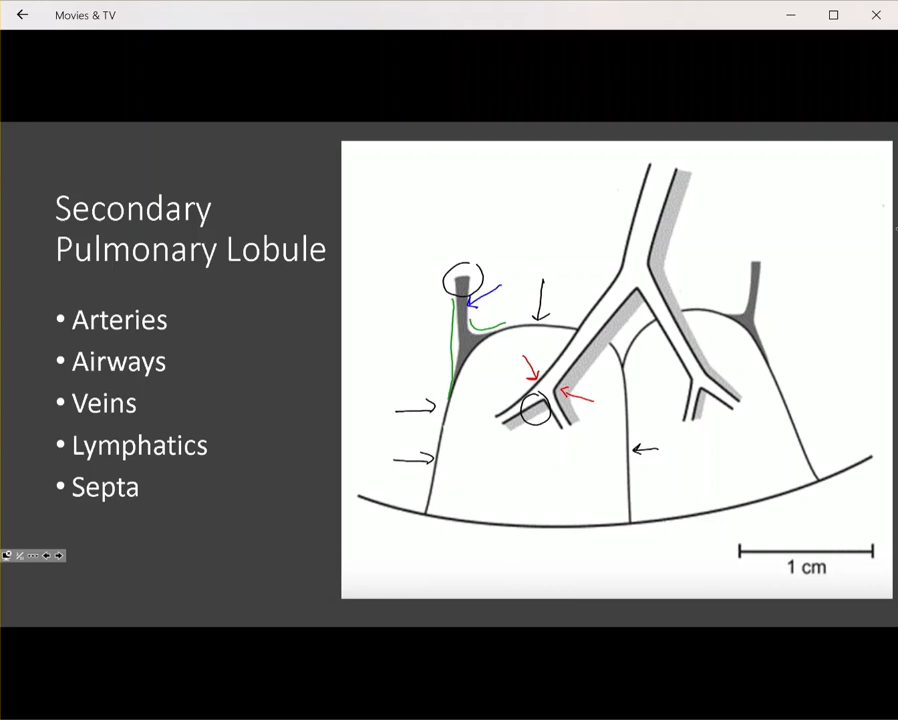 Movies & TV
Secondary
Pulmonary Lobule
• Arteries
• Airways
• Veins
• Lymphatics
• Septa
1 cm